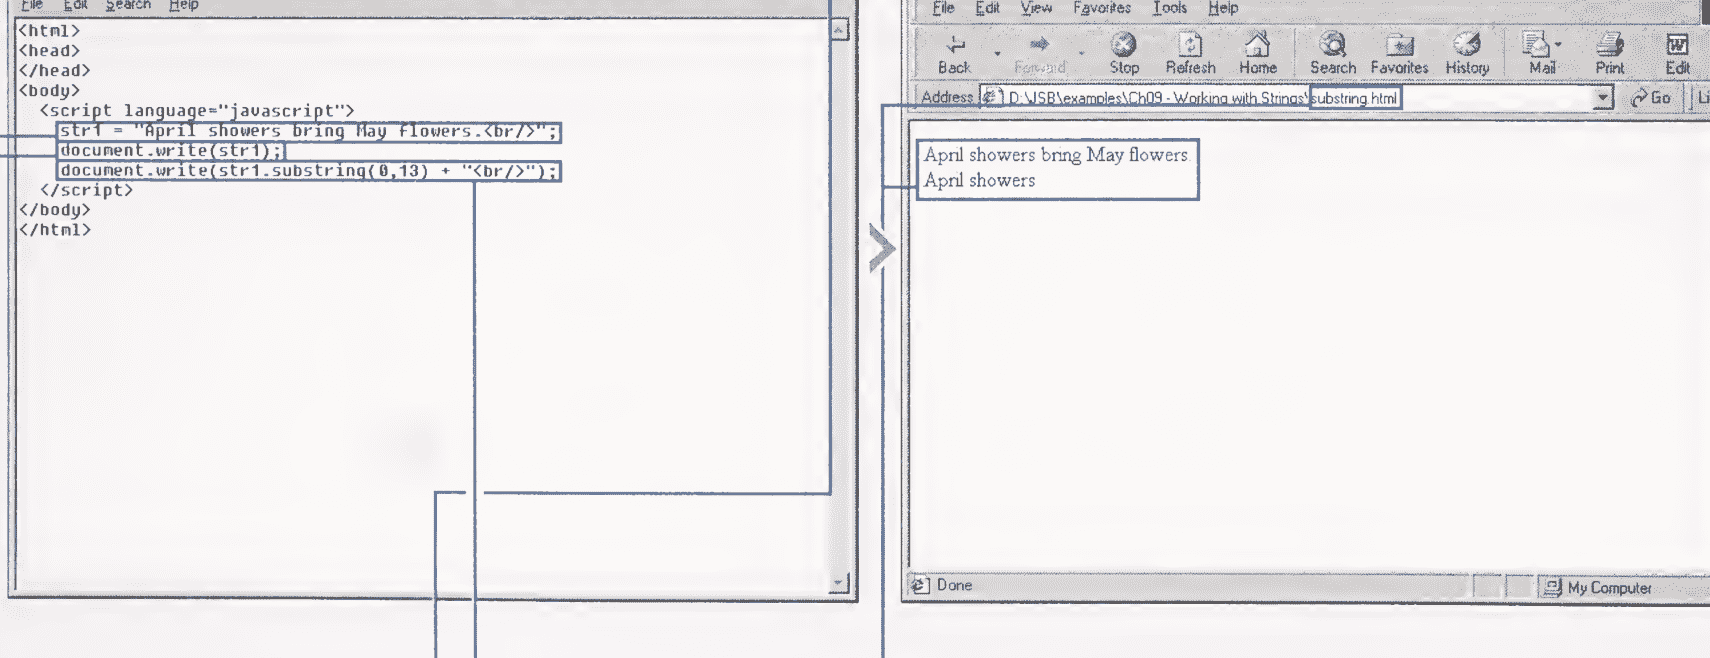 File Edit Search Help
<html>
<head>
</head>
<body>
<script language="javascript">
str1 = "April showers bring May flowers.<br/>";
document.write(str1);
document.write(str1.substring(0,13) + "<br/>");
</script>
</body>
</html>
File Edit View Favorites Tools Help
Back Forward Stop Refresh Home Search Favorites History Mail Print Edit
Address D:\JSB\examples\Ch09 - Working with Strings\substring.html Go Li
April showers bring May flowers.
April showers
Done My Computer